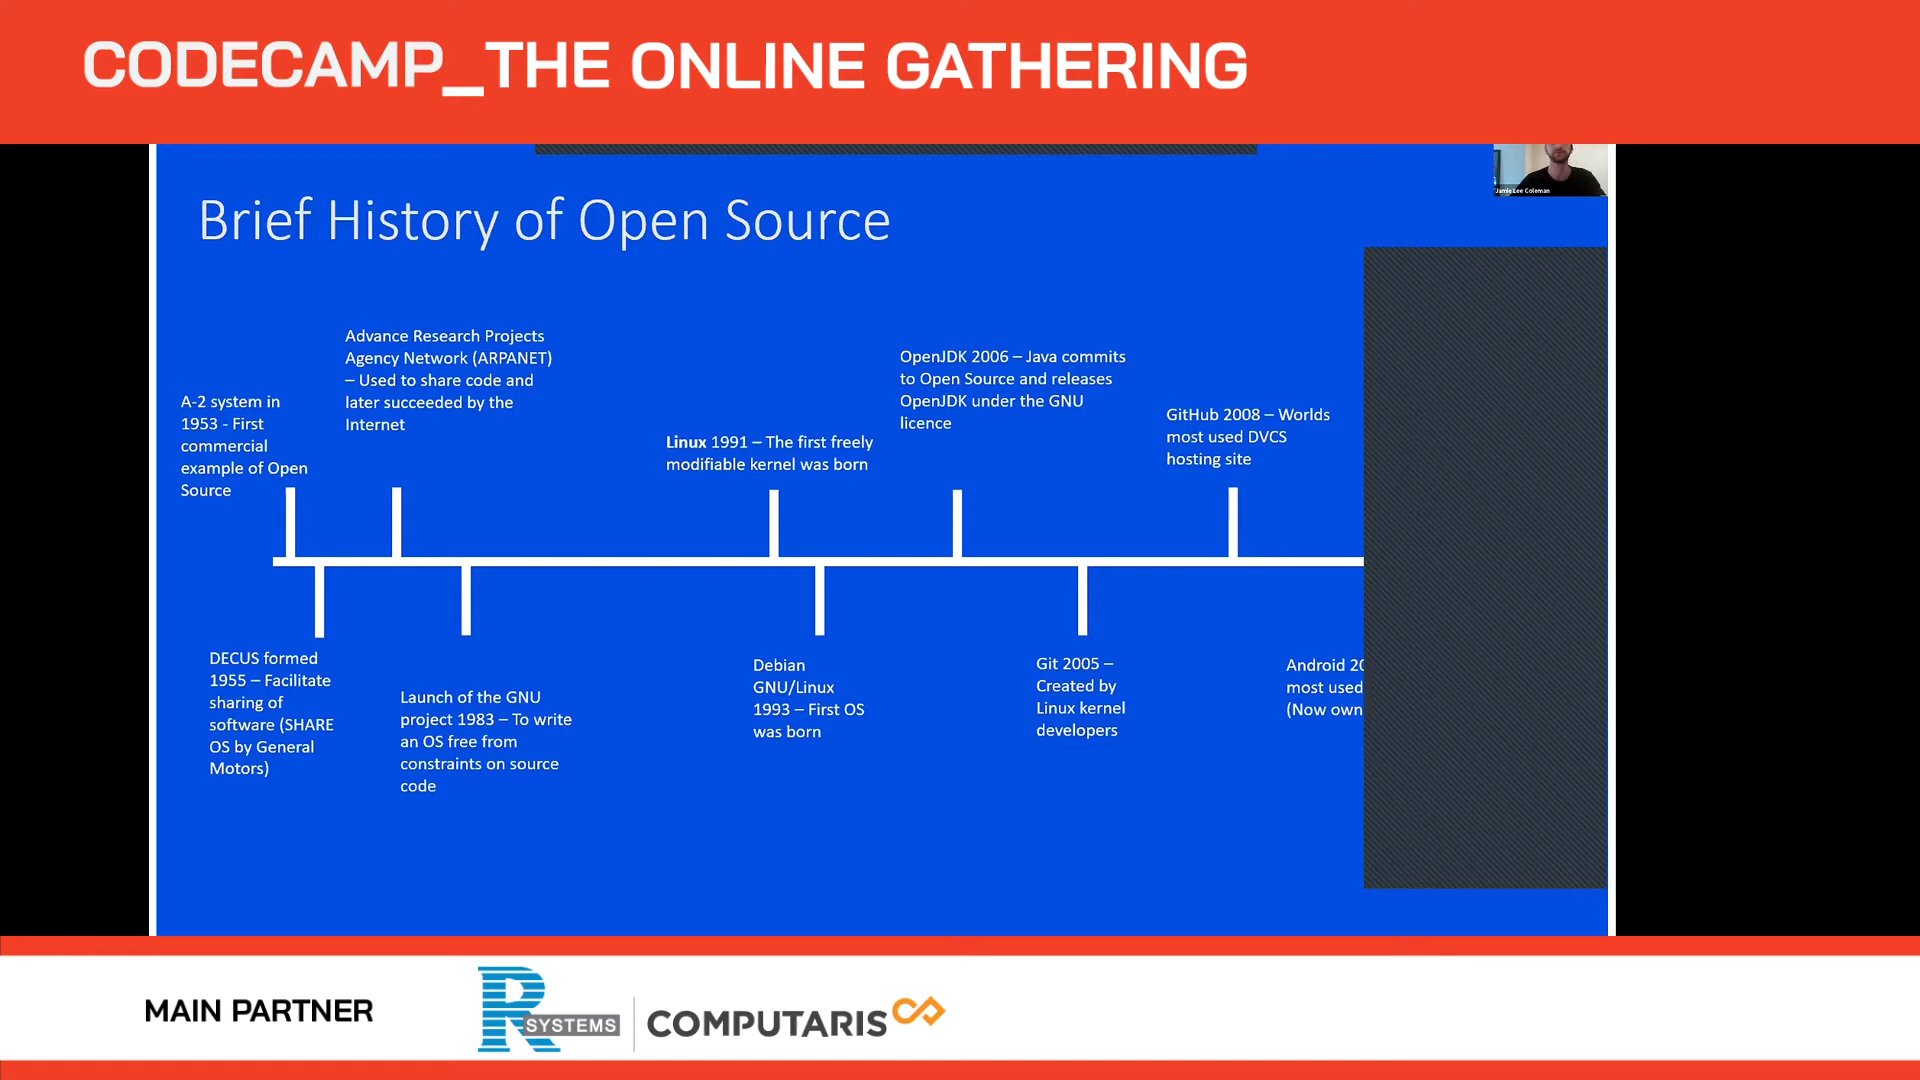 CODECAMP_THE ONLINE GATHERING
Jamie Lee Coleman
Brief History of Open Source
A-2 system in
1953 - First
commercial
example of Open
Source
Advance Research Projects
Agency Network (ARPANET)
– Used to share code and
later succeeded by the
Internet
Linux 1991 – The first freely
modifiable kernel was born
OpenJDK 2006 – Java commits
to Open Source and releases
OpenJDK under the GNU
licence
GitHub 2008 – Worlds
most used DVCS
hosting site
DECUS formed
1955 – Facilitate
sharing of
software (SHARE
OS by General
Motors)
Launch of the GNU
project 1983 – To write
an OS free from
constraints on source
code
Debian
GNU/Linux
1993 – First OS
was born
Git 2005 –
Created by
Linux kernel
developers
Android 20
most used
(Now own
MAIN PARTNER
R SYSTEMS
COMPUTARIS